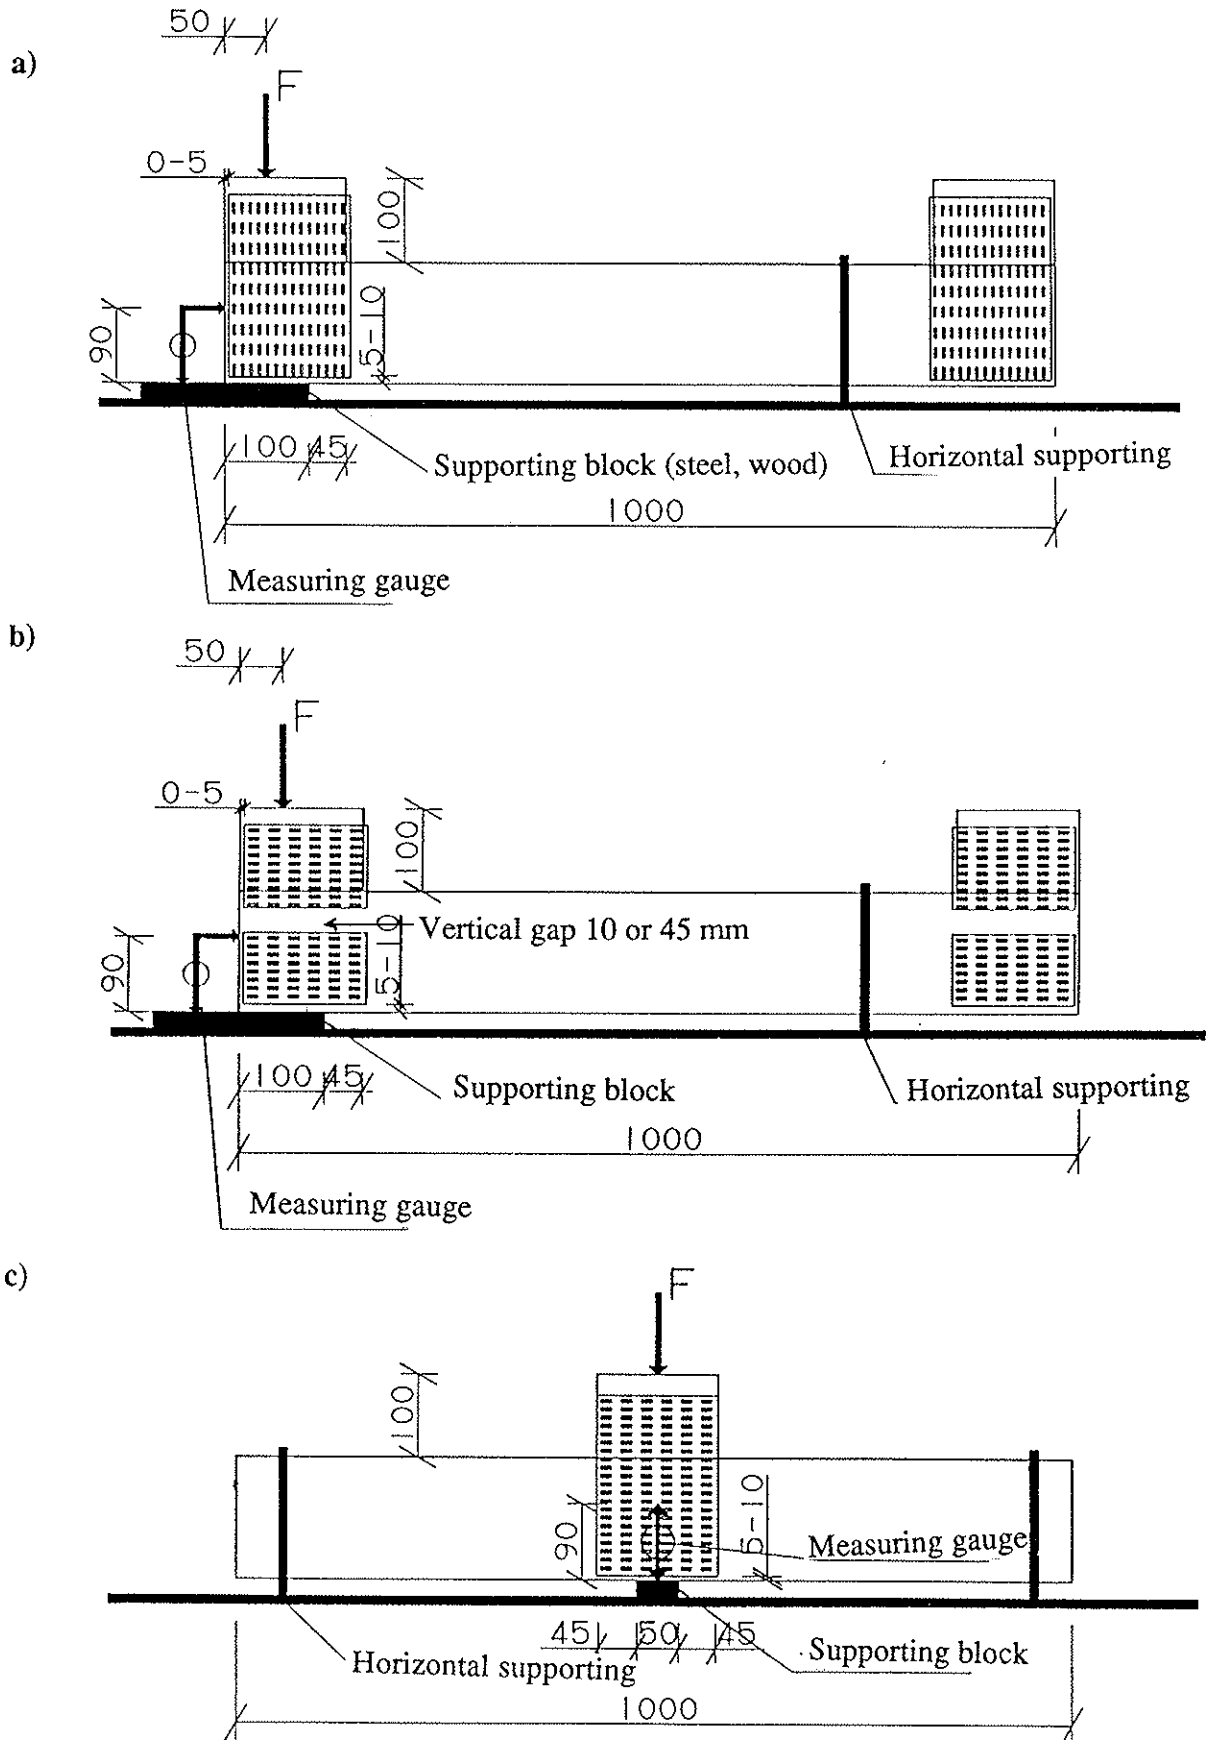 50
a)
F
0-5
100
90
5-10
100 45
Supporting block (steel, wood)
Horizontal supporting
1000
Measuring gauge
b)
50
F
0-5
100
Vertical gap 10 or 45 mm
90
5-10
100 45
Supporting block
Horizontal supporting
1000
Measuring gauge
c)
F
100
90
5-10
Measuring gauge
45 50 45
Horizontal supporting
Supporting block
1000